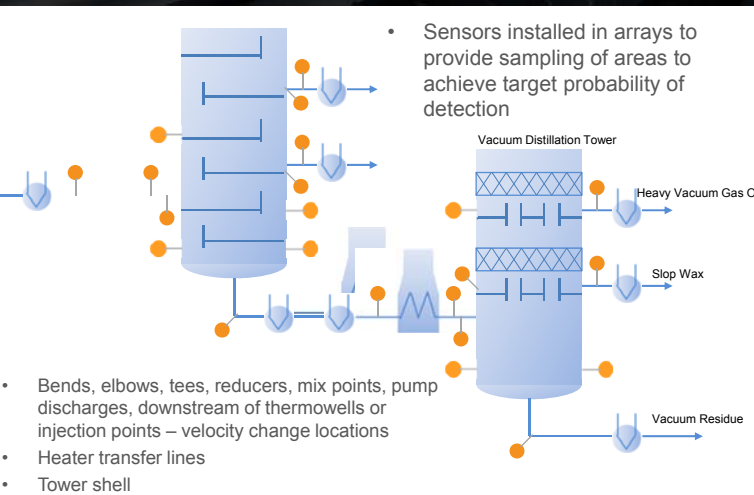 • Sensors installed in arrays to
provide sampling of areas to
achieve target probability of
detection
Vacuum Distillation Tower
Heavy Vacuum Gas O
Slop Wax
Vacuum Residue
• Bends, elbows, tees, reducers, mix points, pump
discharges, downstream of thermowells or
injection points – velocity change locations
• Heater transfer lines
• Tower shell